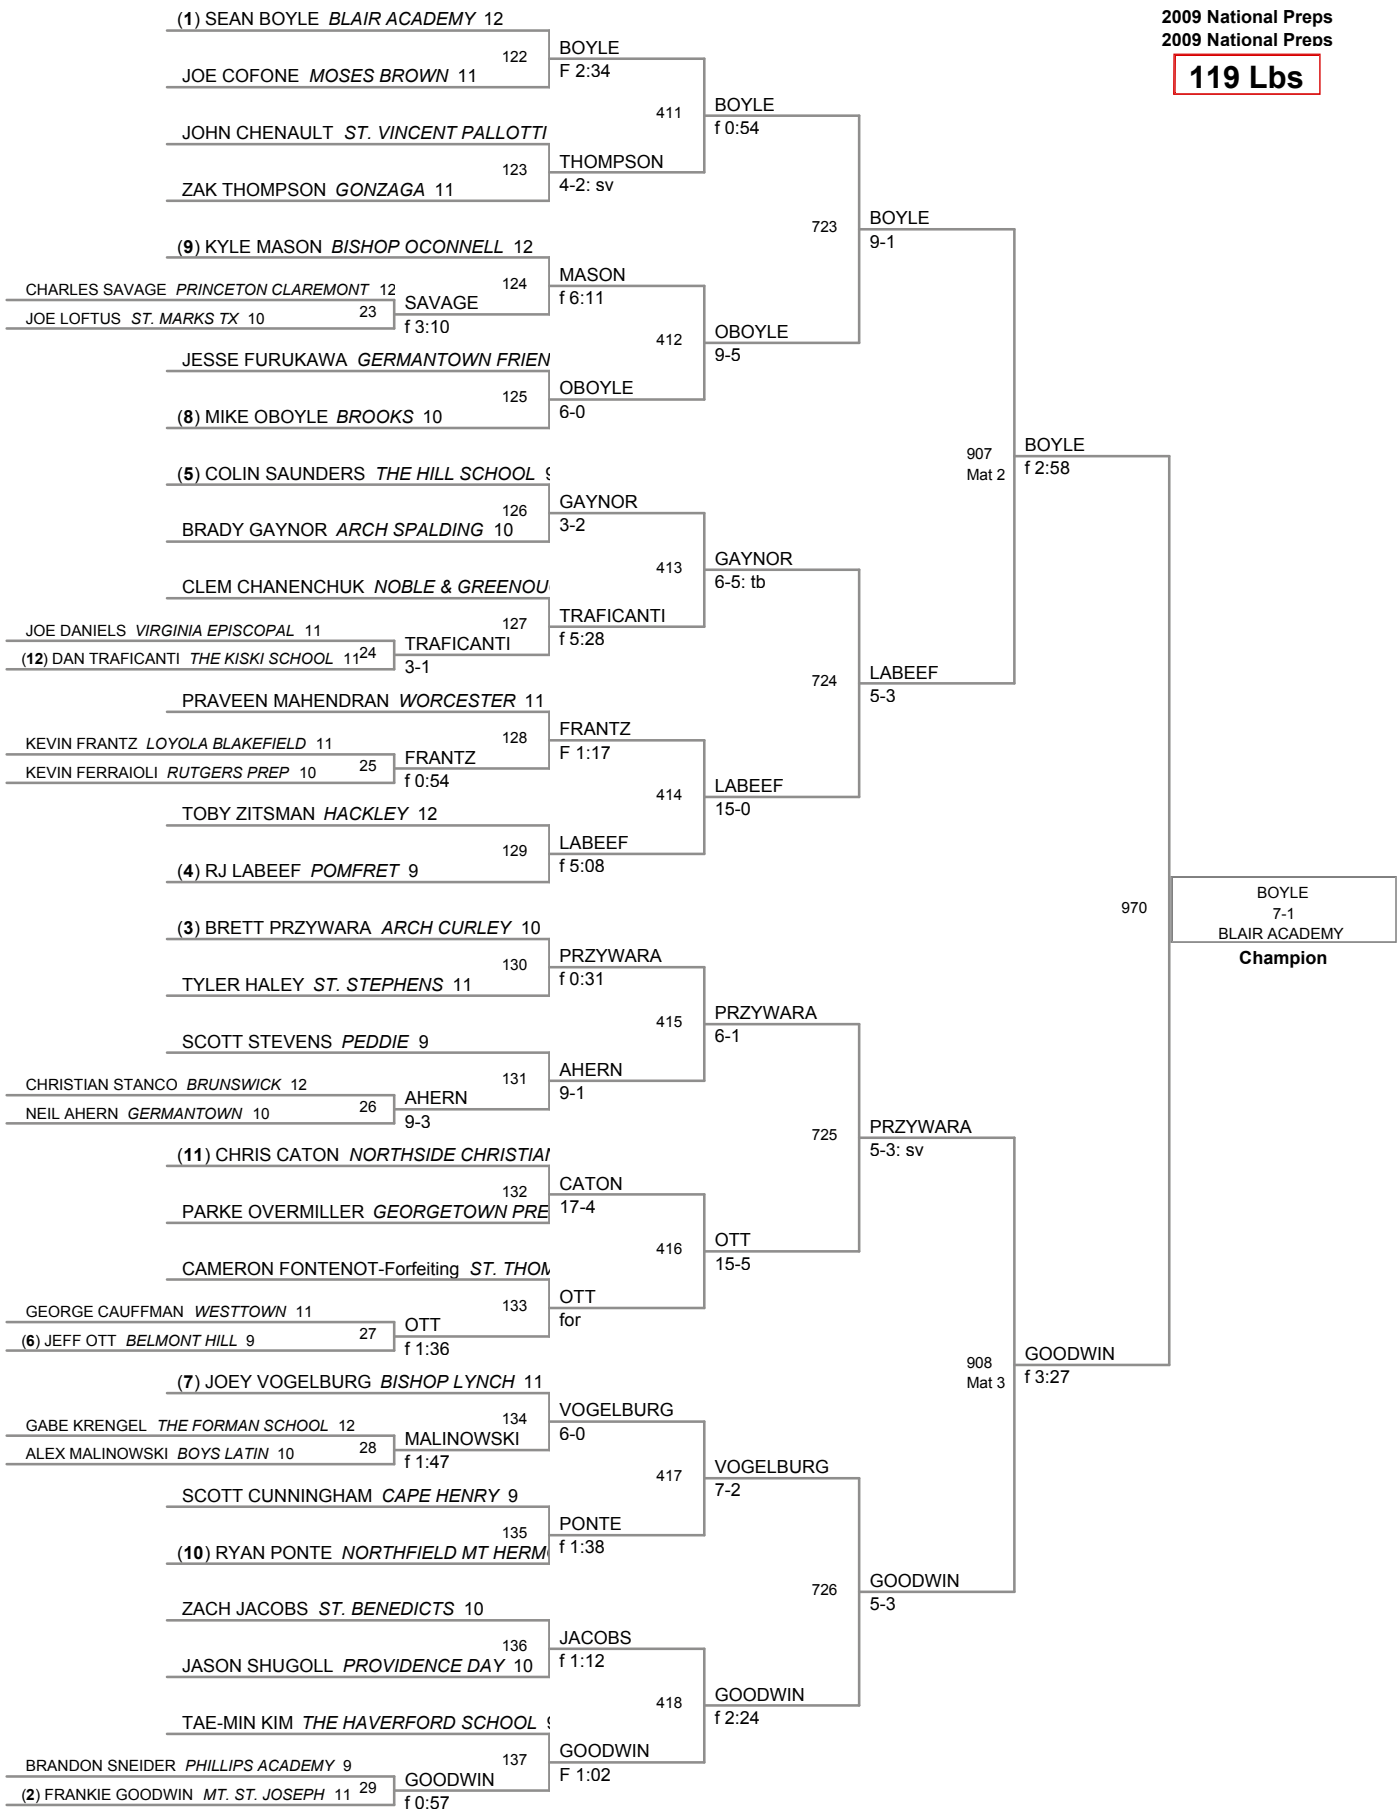 2009 National Preps
2009 National Preps
119 Lbs
(1) SEAN BOYLE BLAIR ACADEMY 12
122
JOE COFONE MOSES BROWN 11
BOYLE
F 2:34
411
JOHN CHENAULT ST. VINCENT PALLOTTI
123
ZAK THOMPSON GONZAGA 11
THOMPSON
4-2: sv
BOYLE
f 0:54
723
(9) KYLE MASON BISHOP OCONNELL 12
CHARLES SAVAGE PRINCETON CLAREMONT 12
23
JOE LOFTUS ST. MARKS TX 10
SAVAGE
f 3:10
124
MASON
f 6:11
412
JESSE FURUKAWA GERMANTOWN FRIEN
125
(8) MIKE OBOYLE BROOKS 10
OBOYLE
6-0
OBOYLE
9-5
BOYLE
9-1
907
Mat 2
(5) COLIN SAUNDERS THE HILL SCHOOL 9
126
BRADY GAYNOR ARCH SPALDING 10
GAYNOR
3-2
413
CLEM CHANENCHUK NOBLE & GREENOU
JOE DANIELS VIRGINIA EPISCOPAL 11
24
(12) DAN TRAFICANTI THE KISKI SCHOOL 11
TRAFICANTI
3-1
127
TRAFICANTI
f 5:28
GAYNOR
6-5: tb
724
PRAVEEN MAHENDRAN WORCESTER 11
KEVIN FRANTZ LOYOLA BLAKEFIELD 11
25
KEVIN FERRAIOLI RUTGERS PREP 10
FRANTZ
f 0:54
128
FRANTZ
F 1:17
414
TOBY ZITSMAN HACKLEY 12
129
(4) RJ LABEEF POMFRET 9
LABEEF
f 5:08
LABEEF
15-0
LABEEF
5-3
BOYLE
f 2:58
970
BOYLE
7-1
BLAIR ACADEMY
Champion
(3) BRETT PRZYWARA ARCH CURLEY 10
130
TYLER HALEY ST. STEPHENS 11
PRZYWARA
f 0:31
415
SCOTT STEVENS PEDDIE 9
CHRISTIAN STANCO BRUNSWICK 12
26
NEIL AHERN GERMANTOWN 10
AHERN
9-3
131
AHERN
9-1
PRZYWARA
6-1
725
(11) CHRIS CATON NORTHSIDE CHRISTIAN
132
PARKE OVERMILLER GEORGETOWN PRE
CATON
17-4
416
CAMERON FONTENOT-Forfeiting ST. THOM
GEORGE CAUFFMAN WESTTOWN 11
27
(6) JEFF OTT BELMONT HILL 9
OTT
f 1:36
133
OTT
for
OTT
15-5
PRZYWARA
5-3: sv
908
Mat 3
(7) JOEY VOGELBURG BISHOP LYNCH 11
GABE KRENGEL THE FORMAN SCHOOL 12
28
ALEX MALINOWSKI BOYS LATIN 10
MALINOWSKI
f 1:47
134
VOGELBURG
6-0
417
SCOTT CUNNINGHAM CAPE HENRY 9
135
(10) RYAN PONTE NORTHFIELD MT HERMO
PONTE
f 1:38
VOGELBURG
7-2
726
ZACH JACOBS ST. BENEDICTS 10
136
JASON SHUGOLL PROVIDENCE DAY 10
JACOBS
f 1:12
418
TAE-MIN KIM THE HAVERFORD SCHOOL 9
BRANDON SNEIDER PHILLIPS ACADEMY 9
29
(2) FRANKIE GOODWIN MT. ST. JOSEPH 11
GOODWIN
f 0:57
137
GOODWIN
F 1:02
GOODWIN
f 2:24
GOODWIN
5-3
GOODWIN
f 3:27